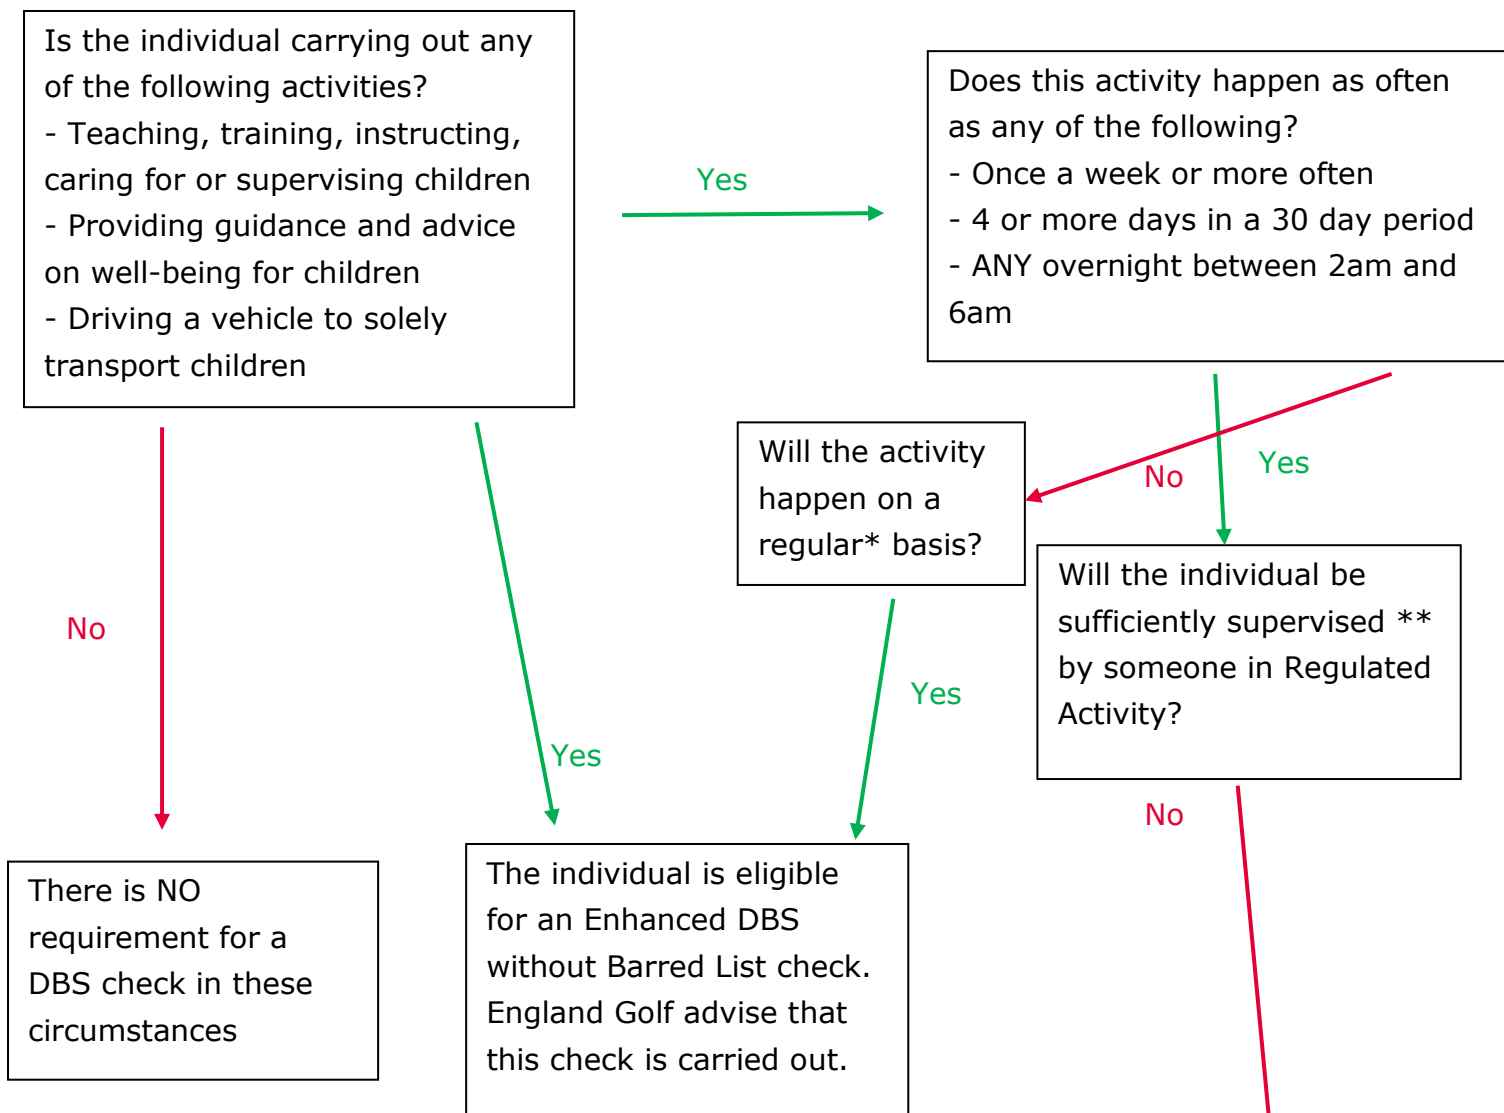 Is the individual carrying out any
of the following activities?
- Teaching, training, instructing,
caring for or supervising children
- Providing guidance and advice
on well-being for children
- Driving a vehicle to solely
transport children
Yes
Does this activity happen as often
as any of the following?
- Once a week or more often
- 4 or more days in a 30 day period
- ANY overnight between 2am and
6am
Will the activity
happen on a
regular* basis?
No
Yes
Will the individual be
sufficiently supervised **
by someone in Regulated
Activity?
No
Yes
Yes
No
There is NO
requirement for a
DBS check in these
circumstances
The individual is eligible
for an Enhanced DBS
without Barred List check.
England Golf advise that
this check is carried out.